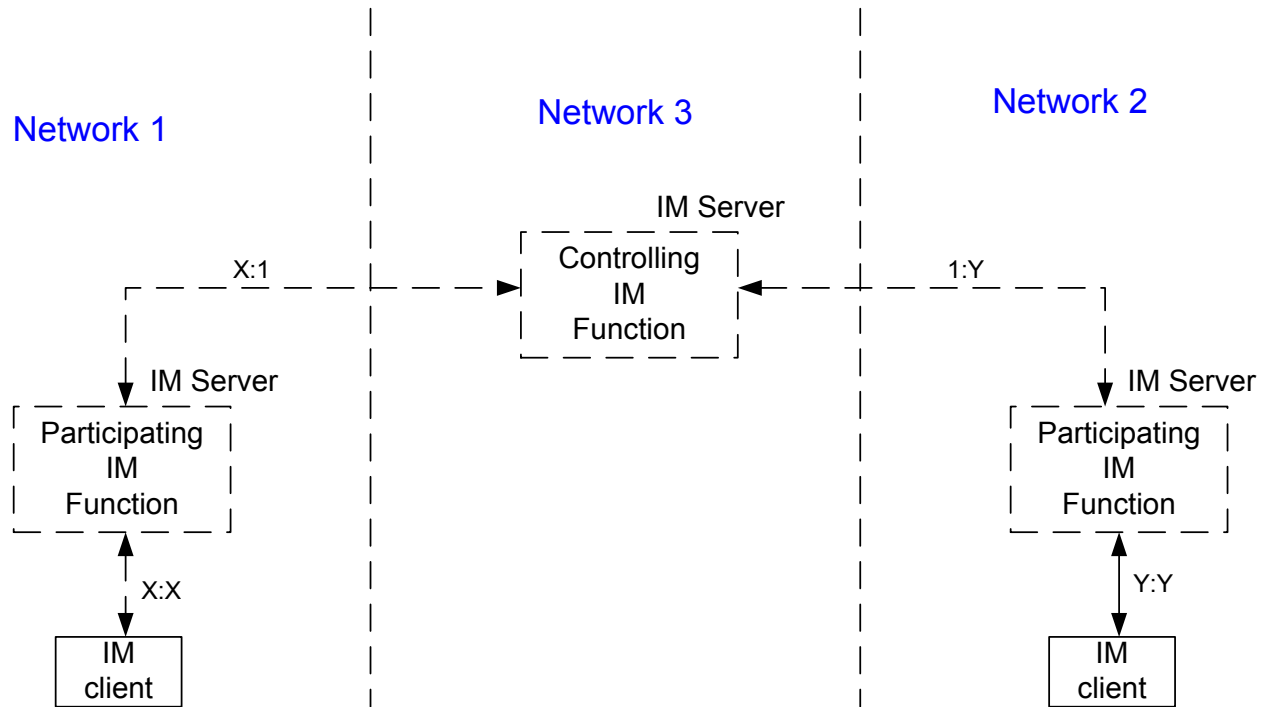 Network 1
Network 3
Network 2
IM Server
Controlling
IM
Function
X:1
1:Y
IM Server
Participating
IM
Function
IM Server
Participating
IM
Function
X:X
Y:Y
IM
client
IM
client